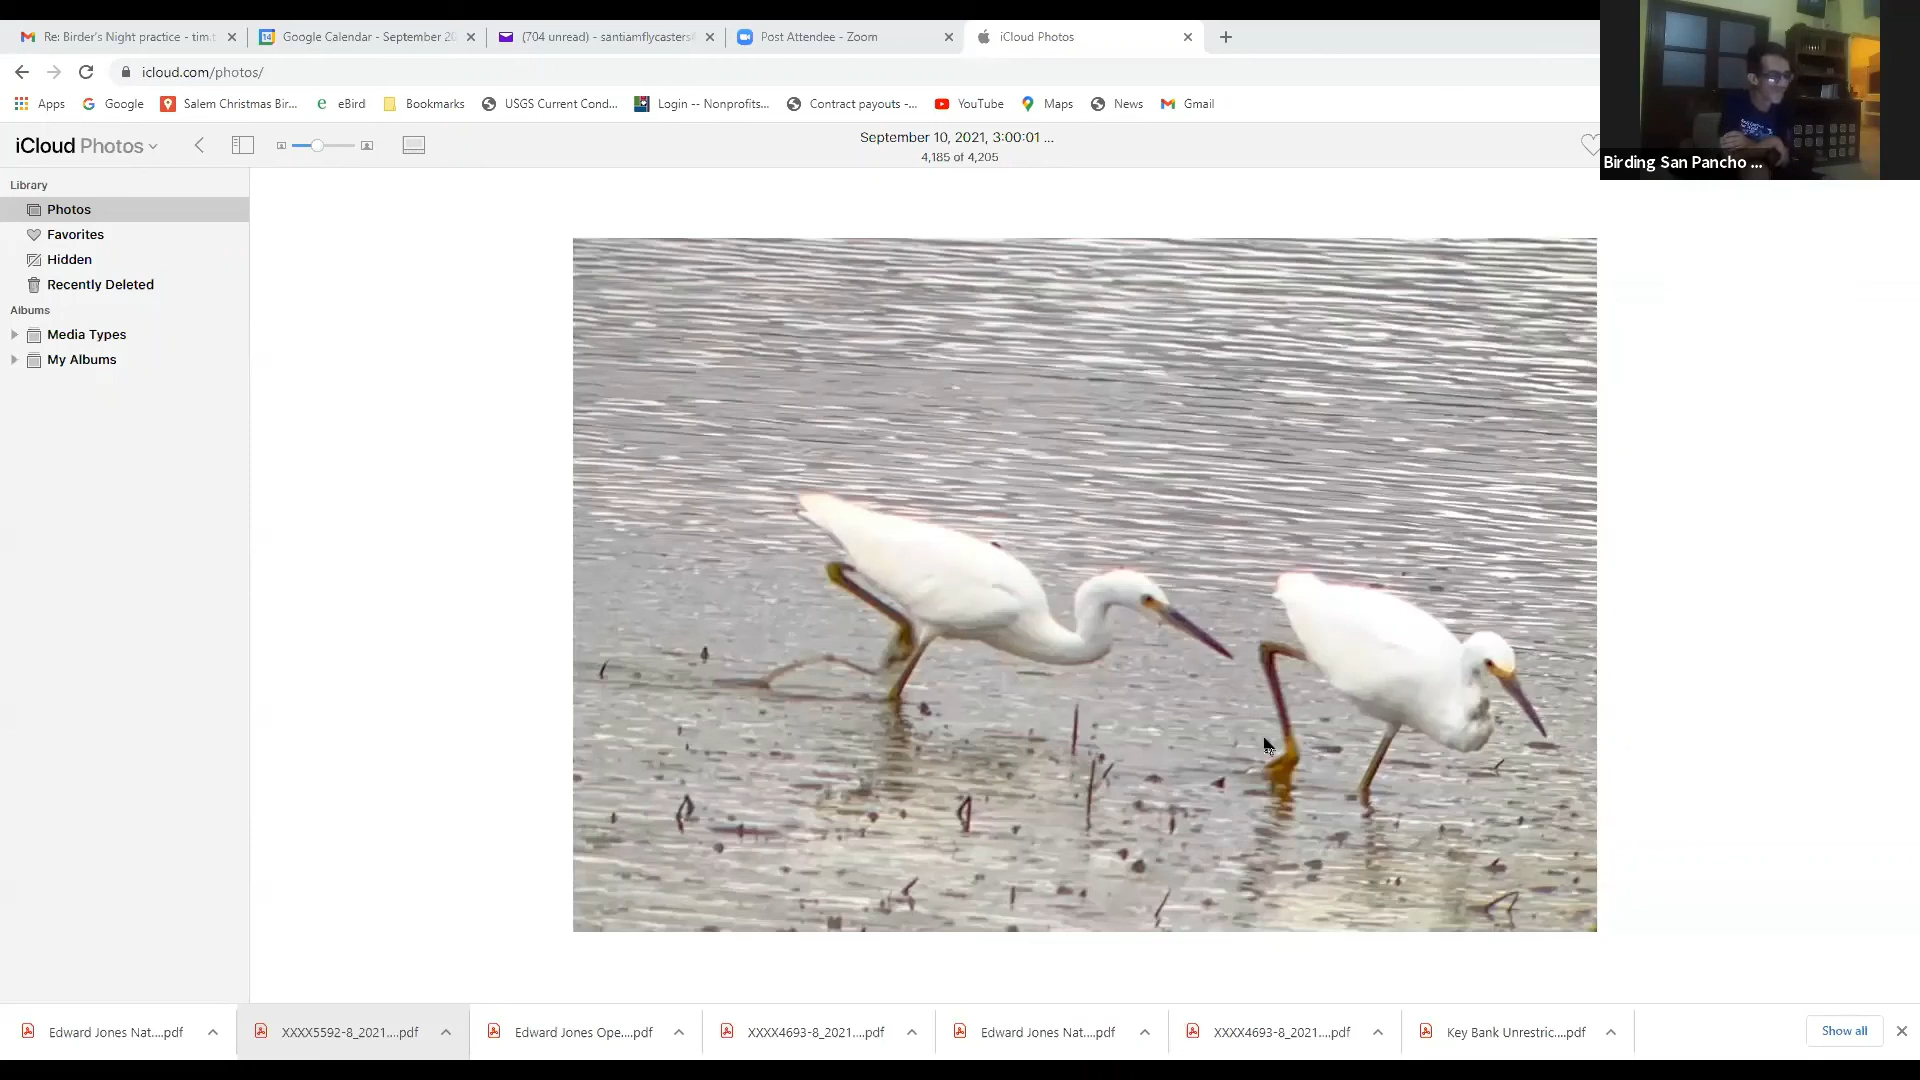 Re: Birder's Night practice - tim.t
Google Calendar - September 20
(704 unread) - santiamflycasters
Post Attendee - Zoom
iCloud Photos
icloud.com/photos/
Apps
Google
Salem Christmas Bir...
eBird
Bookmarks
USGS Current Cond...
Login -- Nonprofits...
Contract payouts -...
YouTube
Maps
News
Gmail
iCloud Photos
September 10, 2021, 3:00:01 ...
4,185 of 4,205
Birding San Pancho ...
Library
Photos
Favorites
Hidden
Recently Deleted
Albums
Media Types
My Albums
Edward Jones Nat....pdf
XXXX5592-8_2021....pdf
Edward Jones Ope....pdf
XXXX4693-8_2021....pdf
Edward Jones Nat....pdf
XXXX4693-8_2021....pdf
Key Bank Unrestric....pdf
Show all